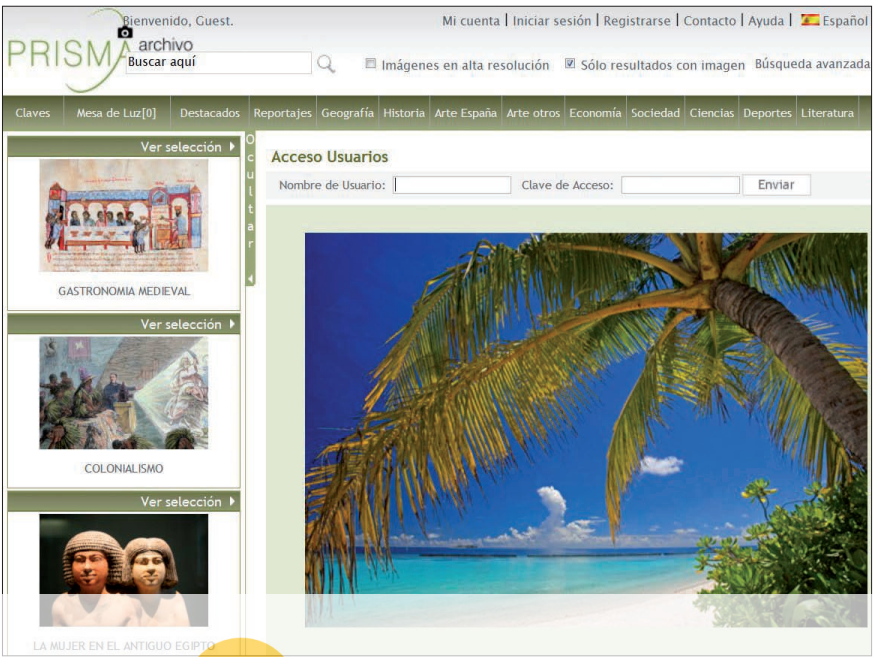 Bienvenido, Guest.
Mi cuenta | Iniciar sesión | Registrarse | Contacto | Ayuda | Español
PRISMA archivo
Buscar aquí
Imágenes en alta resolución
Sólo resultados con imagen
Búsqueda avanzada
Claves Mesa de Luz[0] Destacados Reportajes Geografía Historia Arte España Arte otros Economía Sociedad Ciencias Deportes Literatura
Ver selección
GASTRONOMIA MEDIEVAL
Ver selección
COLONIALISMO
Ver selección
LA MUJER EN EL ANTIGUO EGIPTO
Ocultar
Acceso Usuarios
Nombre de Usuario: Clave de Acceso: Enviar